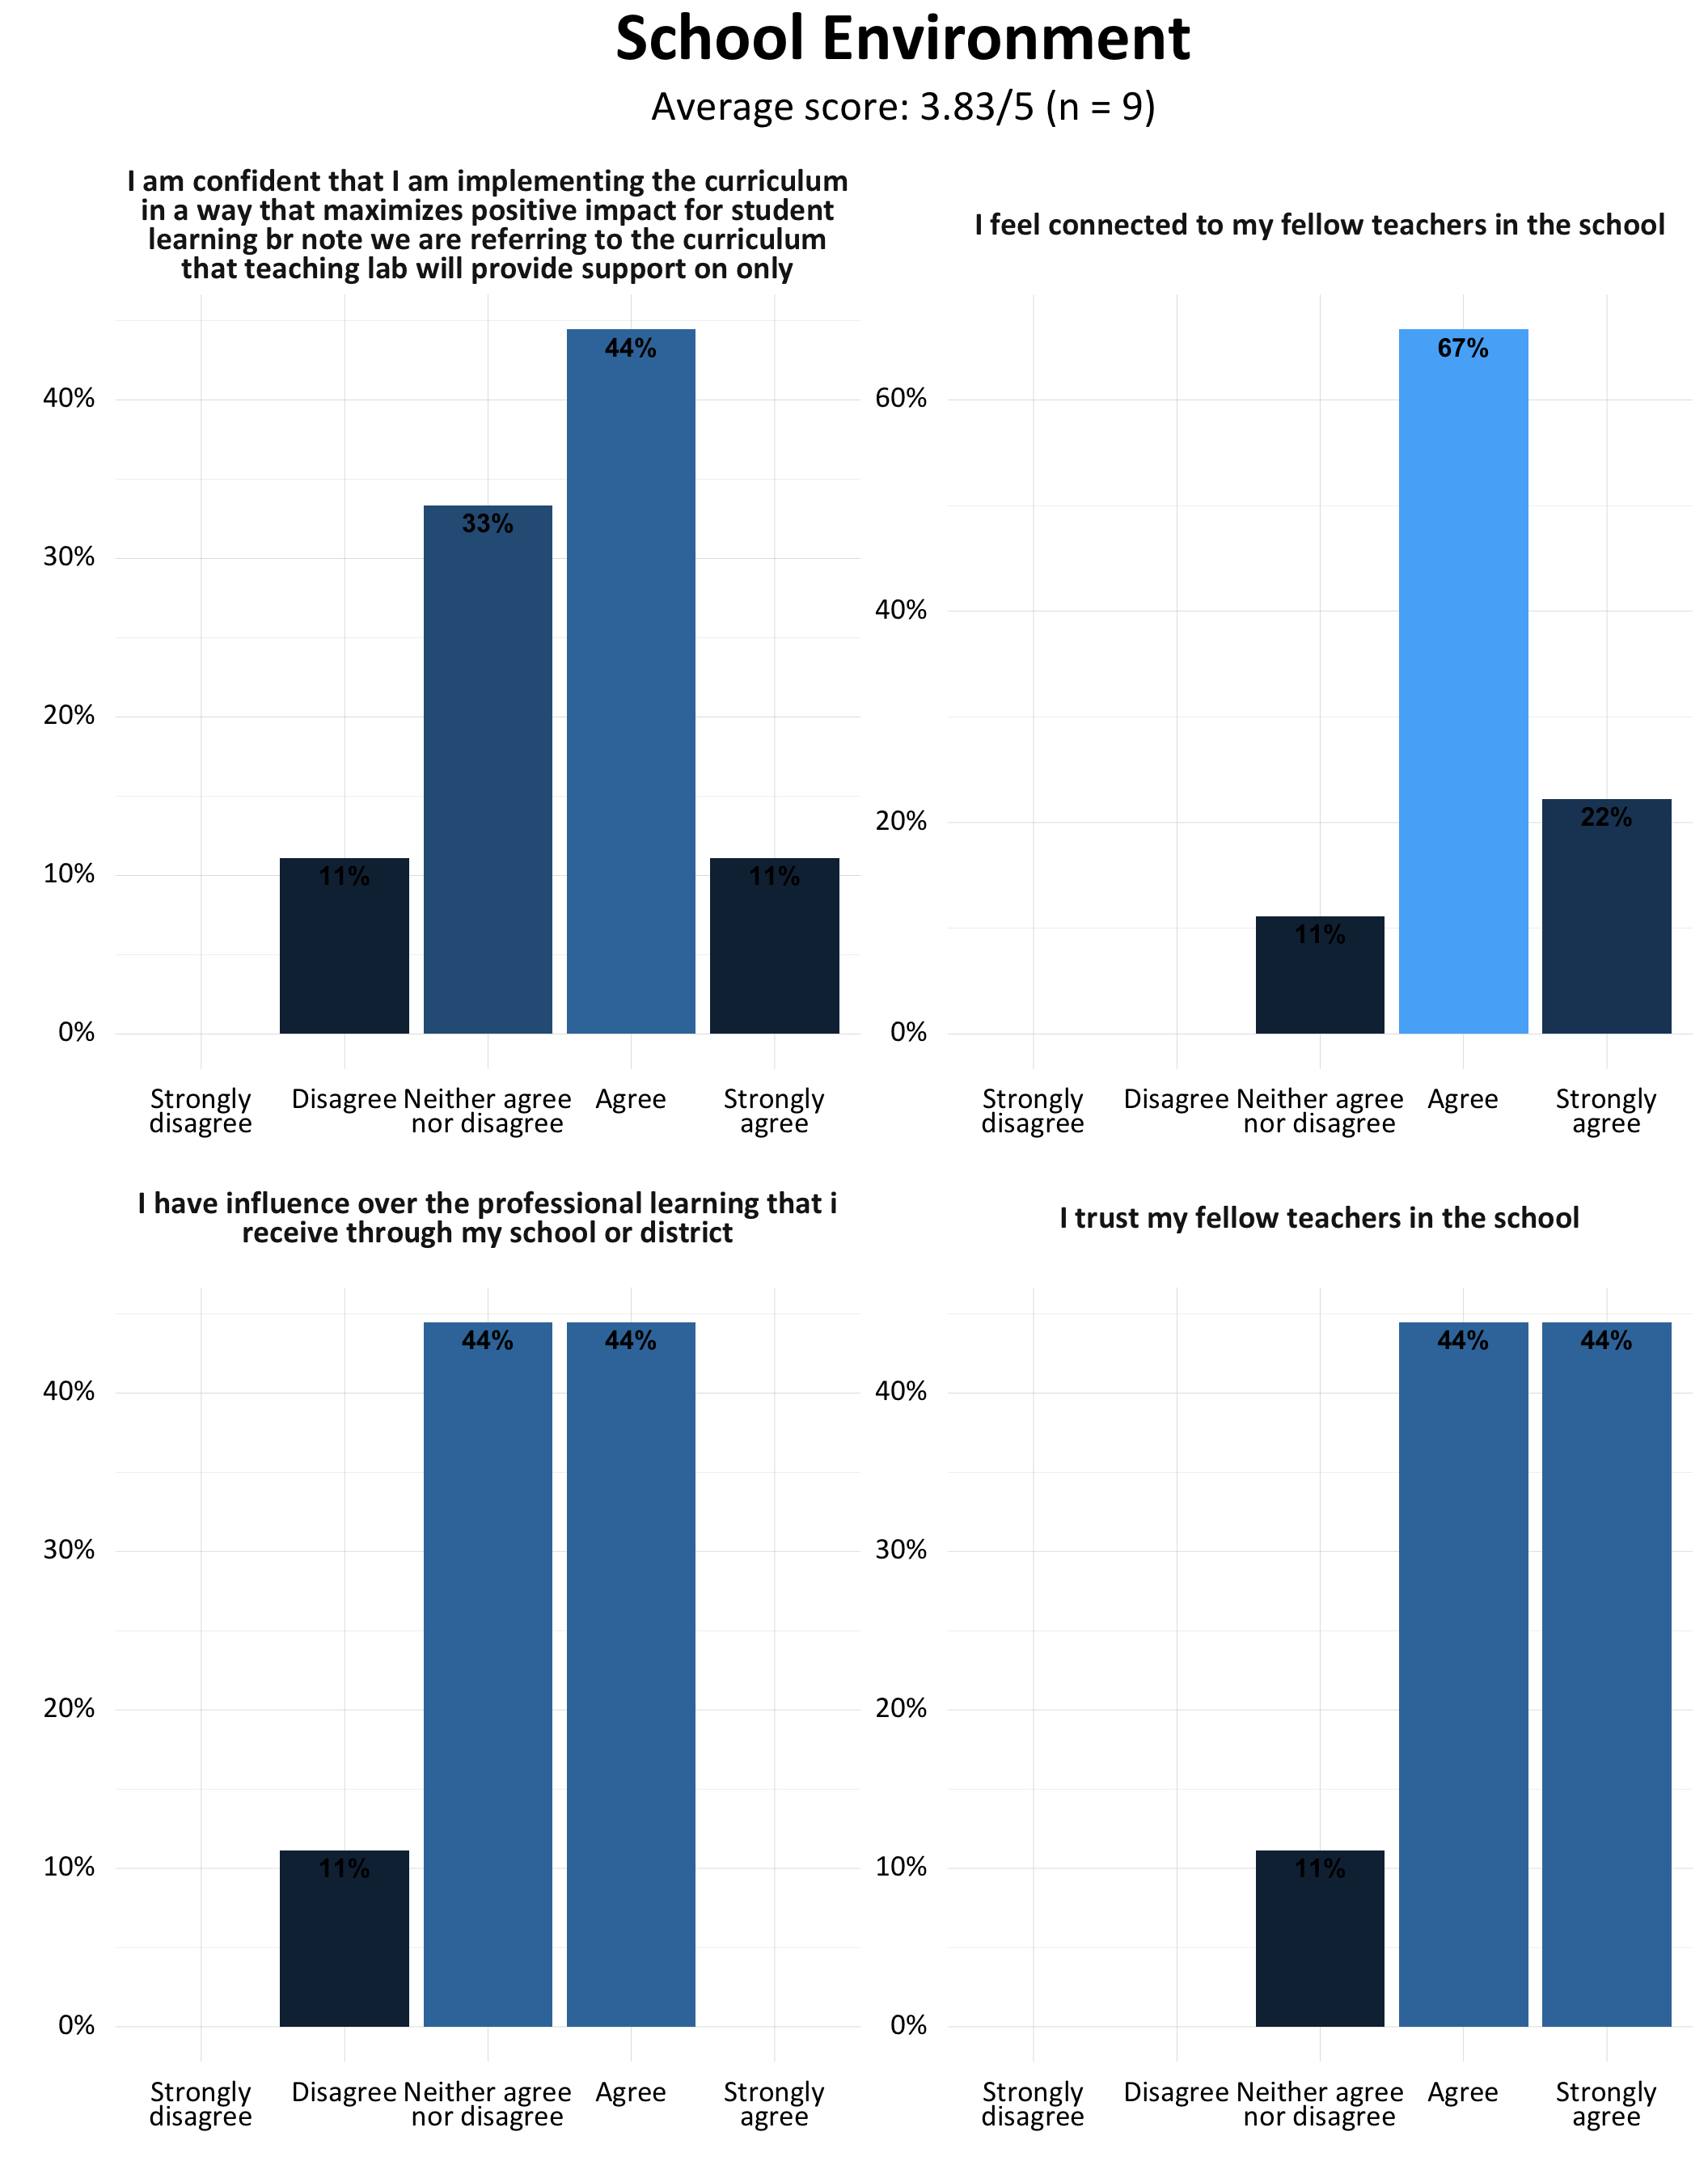 School Environment
Average score: 3.83/5 (n = 9)
I am confident that I am implementing the curriculum
in a way that maximizes positive impact for student
learning br note we are referring to the curriculum
that teaching lab will provide support on only
40%
30%
20%
10%
0%
11%
33%
44%
11%
Strongly
disagree
Disagree
Neither agree
nor disagree
Agree
Strongly
agree
I feel connected to my fellow teachers in the school
60%
40%
20%
0%
11%
67%
22%
Strongly
disagree
Disagree
Neither agree
nor disagree
Agree
Strongly
agree
I have influence over the professional learning that i
receive through my school or district
40%
30%
20%
10%
0%
11%
44%
44%
Strongly
disagree
Disagree
Neither agree
nor disagree
Agree
Strongly
agree
I trust my fellow teachers in the school
40%
30%
20%
10%
0%
11%
44%
44%
Strongly
disagree
Disagree
Neither agree
nor disagree
Agree
Strongly
agree